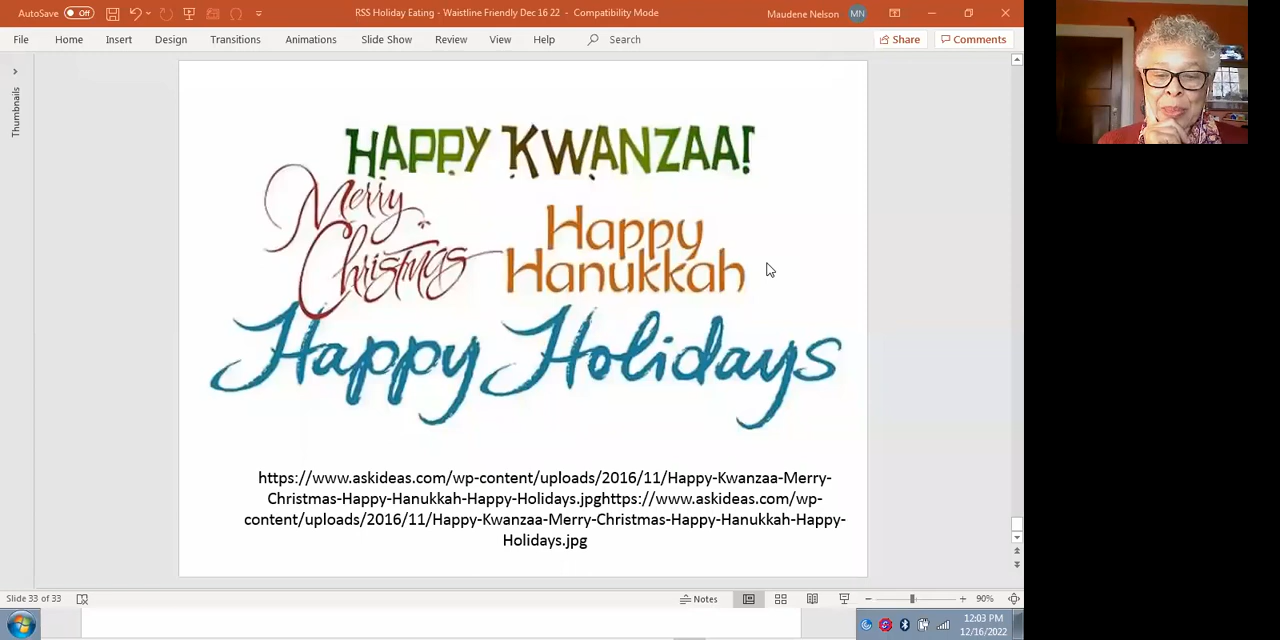 AutoSave Off RSS Holiday Eating - Waistline Friendly Dec 16 22 - Compatibility Mode Maudene Nelson MN
File Home Insert Design Transitions Animations Slide Show Review View Help Search Share Comments
Thumbnails
HAPPY KWANZAA!
Merry
Christmas
Happy
Hanukkah
Happy Holidays
https://www.askideas.com/wp-content/uploads/2016/11/Happy-Kwanzaa-Merry-
Christmas-Happy-Hanukkah-Happy-Holidays.jpghttps://www.askideas.com/wp-
content/uploads/2016/11/Happy-Kwanzaa-Merry-Christmas-Happy-Hanukkah-Happy-
Holidays.jpg
Slide 33 of 33 Notes 90%
12:03 PM
12/16/2022